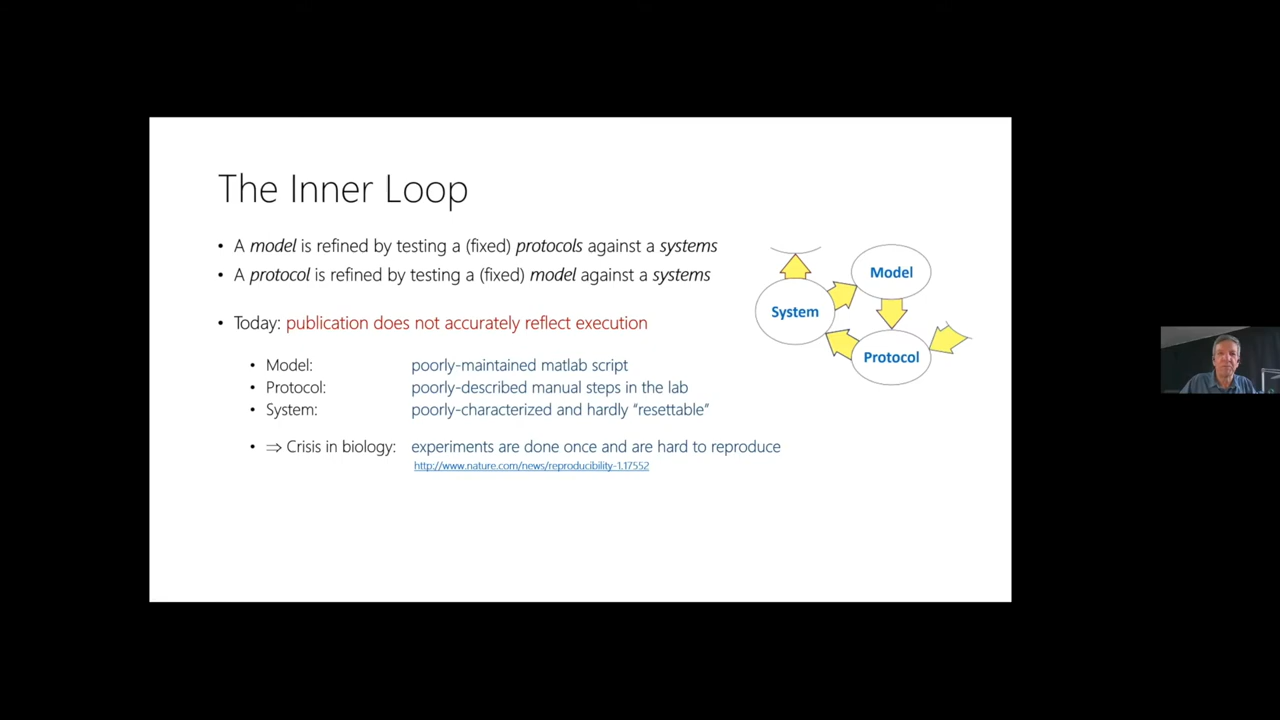 The Inner Loop
• A model is refined by testing a (fixed) protocols against a systems
• A protocol is refined by testing a (fixed) model against a systems
• Today: publication does not accurately reflect execution
• Model: poorly-maintained matlab script
• Protocol: poorly-described manual steps in the lab
• System: poorly-characterized and hardly “resettable”
• ⇒ Crisis in biology: experiments are done once and are hard to reproduce
http://www.nature.com/news/reproducibility-1.17552
Model
System
Protocol